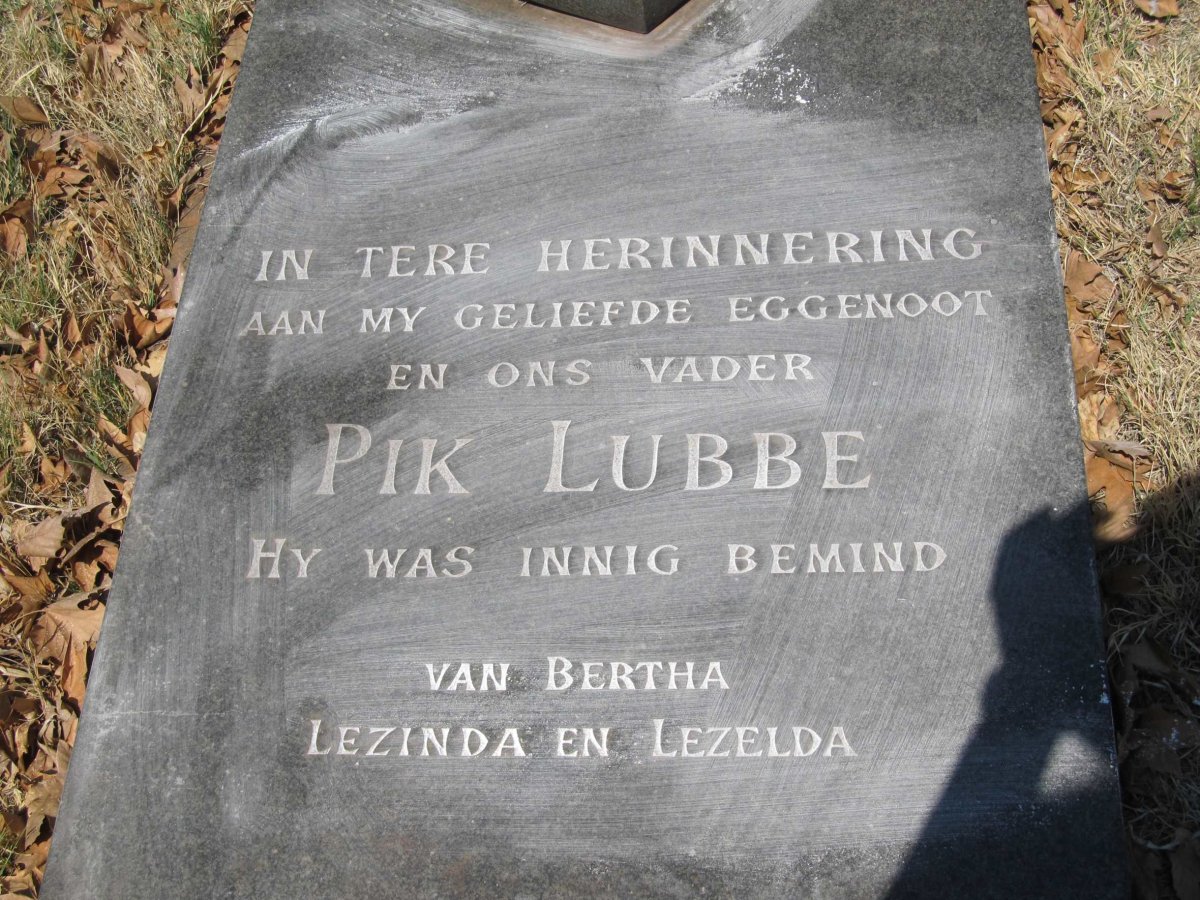 IN TERE HERINNERING
AAN MY GELIEFDE EGGENOOT
EN ONS VADER
PIK LUBBE
HY WAS INNIG BEMIND
VAN BERTHA
LEZINDA EN LEZELDA